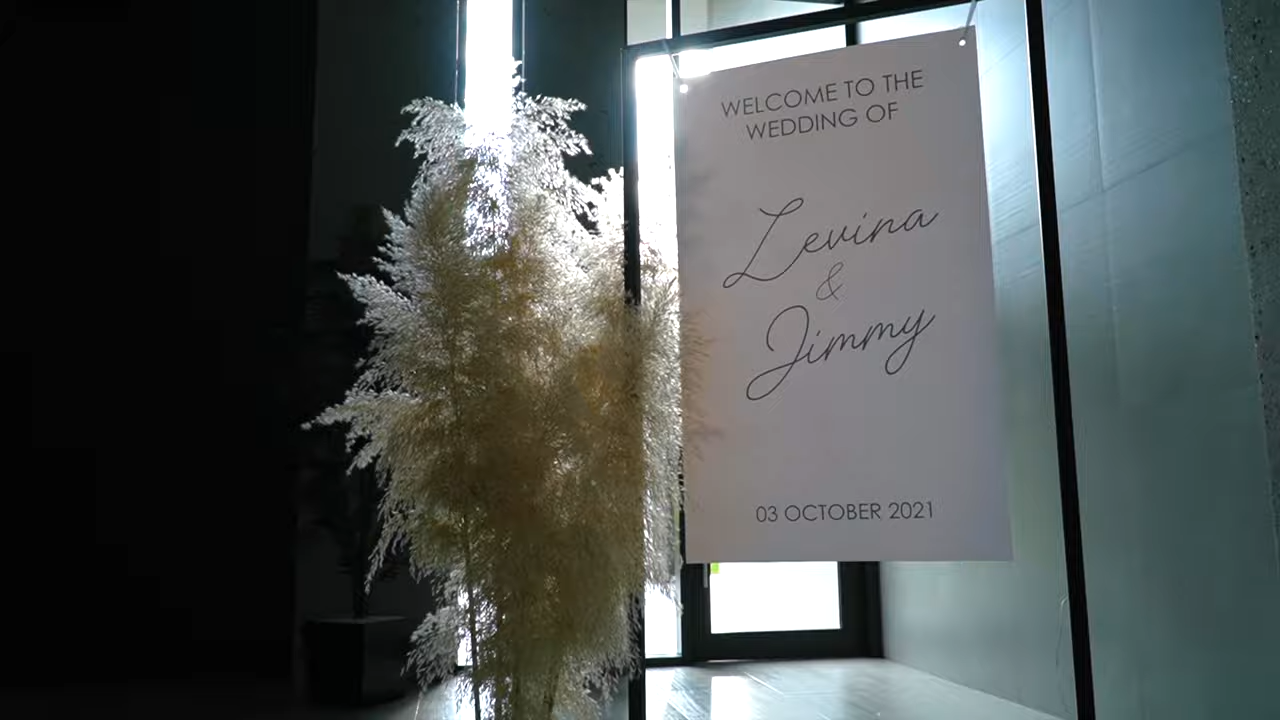 WELCOME TO THE
WEDDING OF
Levina
&
Jimmy
03 OCTOBER 2021